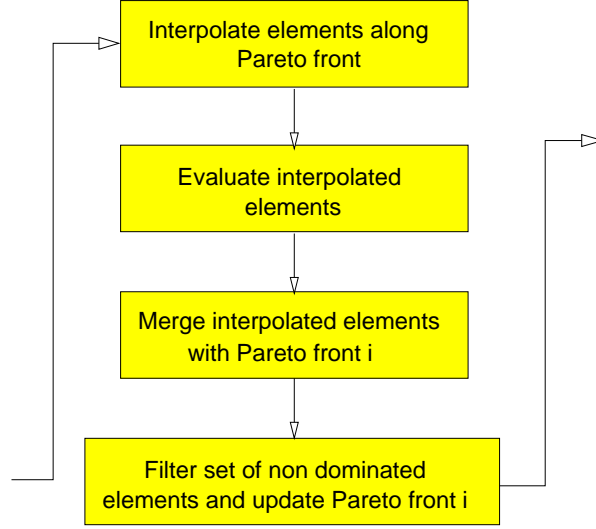 Interpolate elements along
Pareto front
Evaluate interpolated
elements
Merge interpolated elements
with Pareto front i
Filter set of non dominated
elements and update Pareto front i